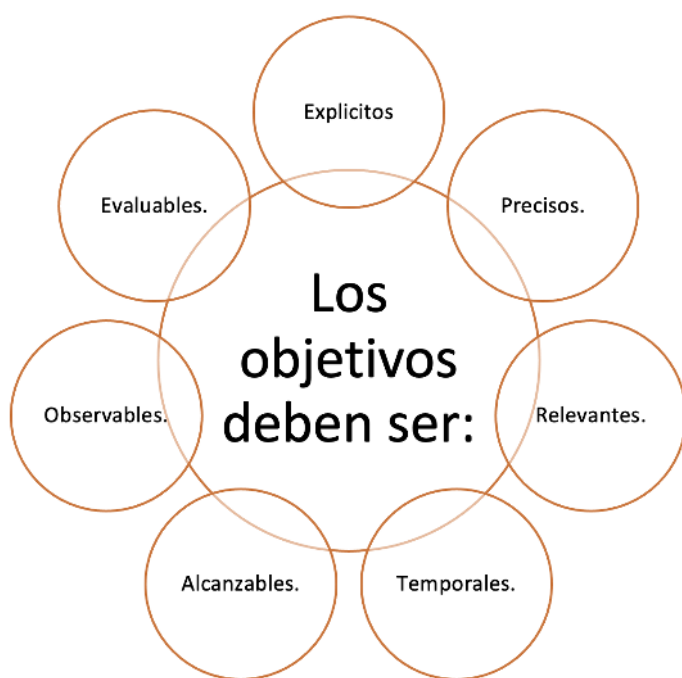 Los
objetivos
deben ser:
Explicitos
Precisos.
Relevantes.
Temporales.
Alcanzables.
Observables.
Evaluables.